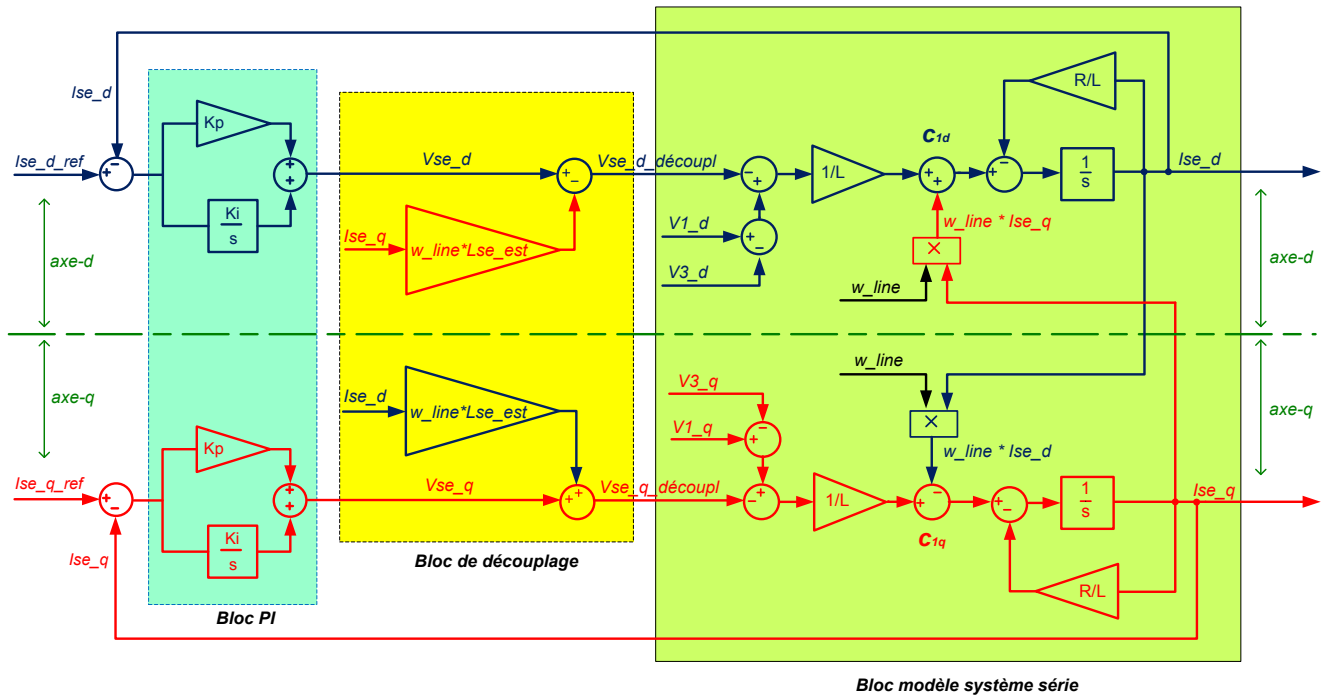 Ise_d
Ise_d_ref
+
-
Kp
Ki
s
+
+
Vse_d
+
-
Vse_d_découpl
Ise_q
w_line*Lse_est
-
+
V1_d
+
-
V3_d
1/L
C1d
+
+
w_line * Ise_q
×
w_line
+
-
R/L
1
s
Ise_d
axe-d
axe-d
axe-q
axe-q
Ise_d
w_line*Lse_est
w_line
×
w_line * Ise_d
V3_q
-
V1_q
+
-
Ise_q_ref
+
-
Ise_q
Kp
Ki
s
+
+
Vse_q
+
+
Vse_q_découpl
-
+
1/L
+
-
C1q
+
-
1
s
R/L
Ise_q
Bloc de découplage
Bloc PI
Bloc modèle système série